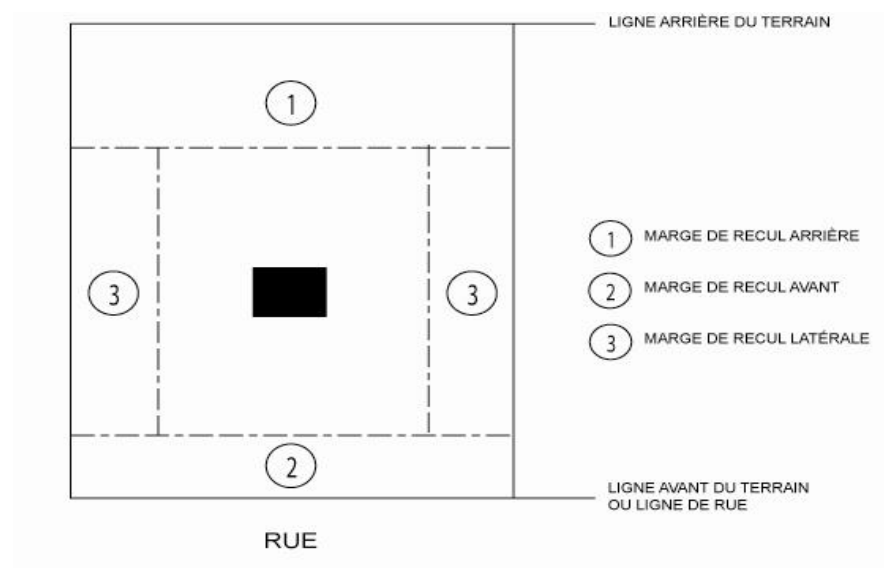 LIGNE ARRIÈRE DU TERRAIN
1
1 MARGE DE RECUL ARRIÈRE
3
3
2 MARGE DE RECUL AVANT
3 MARGE DE RECUL LATÉRALE
2
LIGNE AVANT DU TERRAIN
OU LIGNE DE RUE
RUE